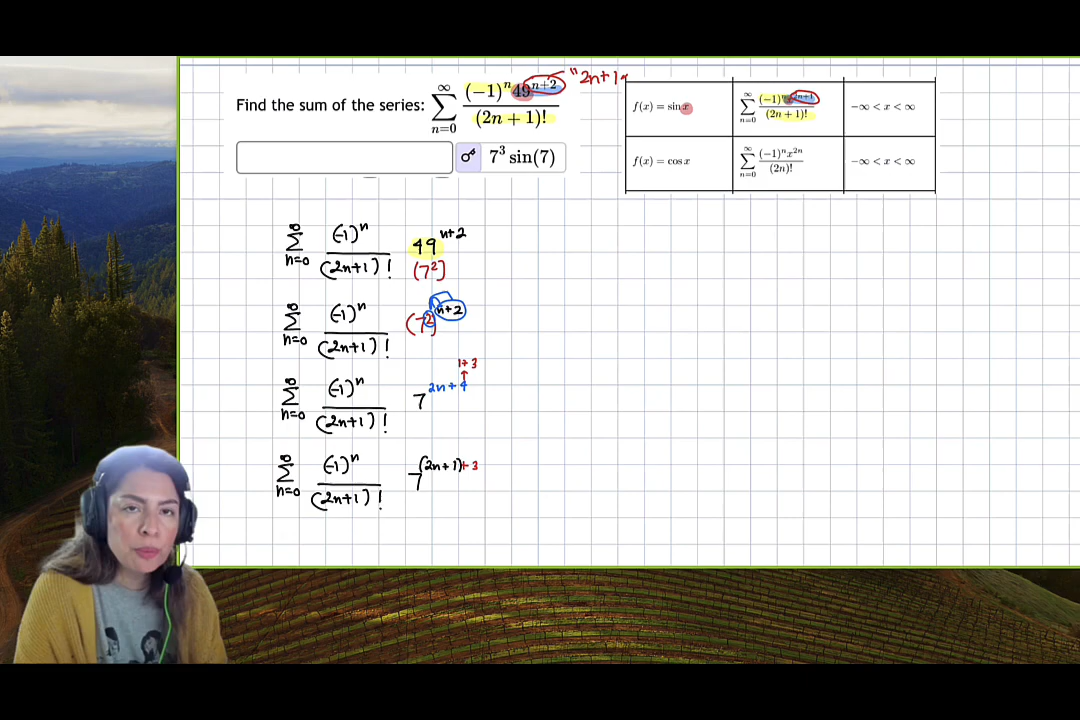 Find the sum of the series: ∑_{n=0}^{∞} (-1)^n 49^{n+2} / (2n + 1)!
"2n+1"
7^3 sin(7)
f(x) = sin x ∑_{n=0}^{∞} (-1)^n x^{2n+1} / (2n + 1)! -∞ < x < ∞
f(x) = cos x ∑_{n=0}^{∞} (-1)^n x^{2n} / (2n)! -∞ < x < ∞
∑_{n=0}^{∞} (-1)^n / (2n+1)! 49^{n+2}
(7^2)
∑_{n=0}^{∞} (-1)^n / (2n+1)! (7^2)^{n+2}
1+3
∑_{n=0}^{∞} (-1)^n / (2n+1)! 7^{2n+4}
∑_{n=0}^{∞} (-1)^n / (2n+1)! 7^{(2n+1)+3}